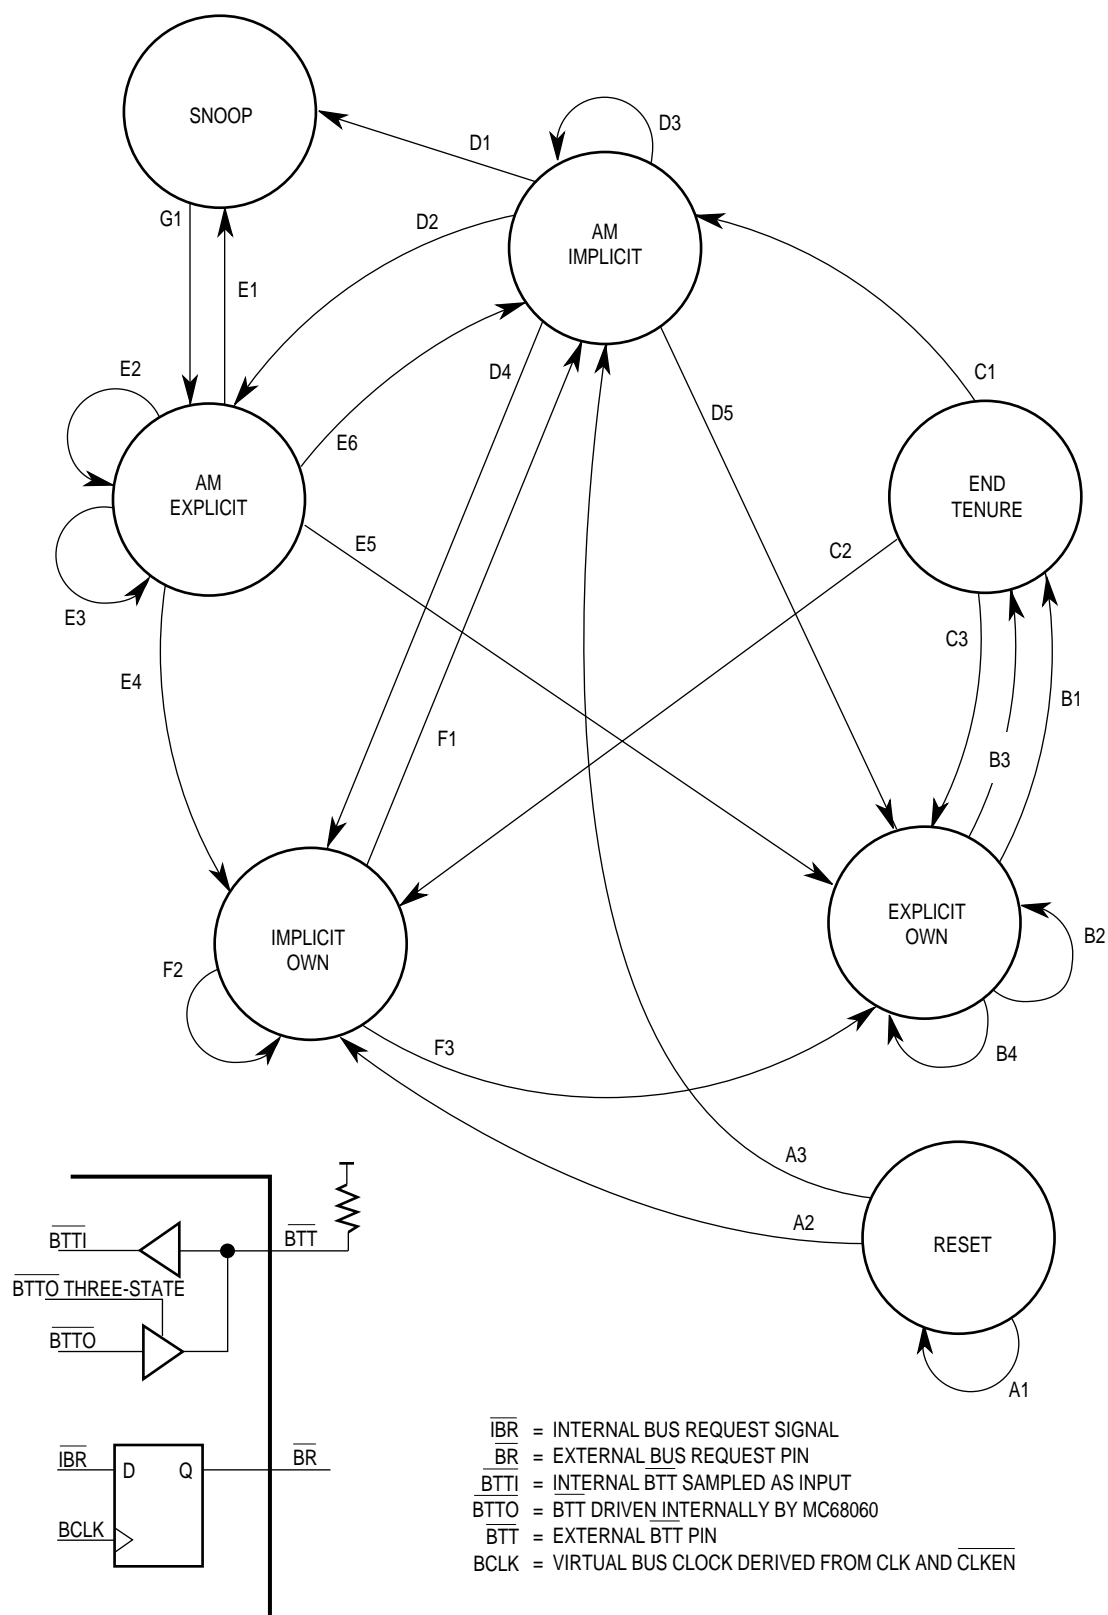 SNOOP
D3
D1
G1
D2
AM
IMPLICIT
E1
E2
D4
C1
D5
E6
AM
EXPLICIT
END
TENURE
E5
C2
E3
C3
E4
B1
F1
B3
EXPLICIT
OWN
B2
IMPLICIT
OWN
F2
F3
B4
A3
A2
RESET
A1
BTTI
BTT
BTTO THREE-STATE
BTTO
IBR
D Q
BR
BCLK
IBR = INTERNAL BUS REQUEST SIGNAL
BR = EXTERNAL BUS REQUEST PIN
BTTI = INTERNAL BTT SAMPLED AS INPUT
BTTO = BTT DRIVEN INTERNALLY BY MC68060
BTT = EXTERNAL BTT PIN
BCLK = VIRTUAL BUS CLOCK DERIVED FROM CLK AND CLKEN